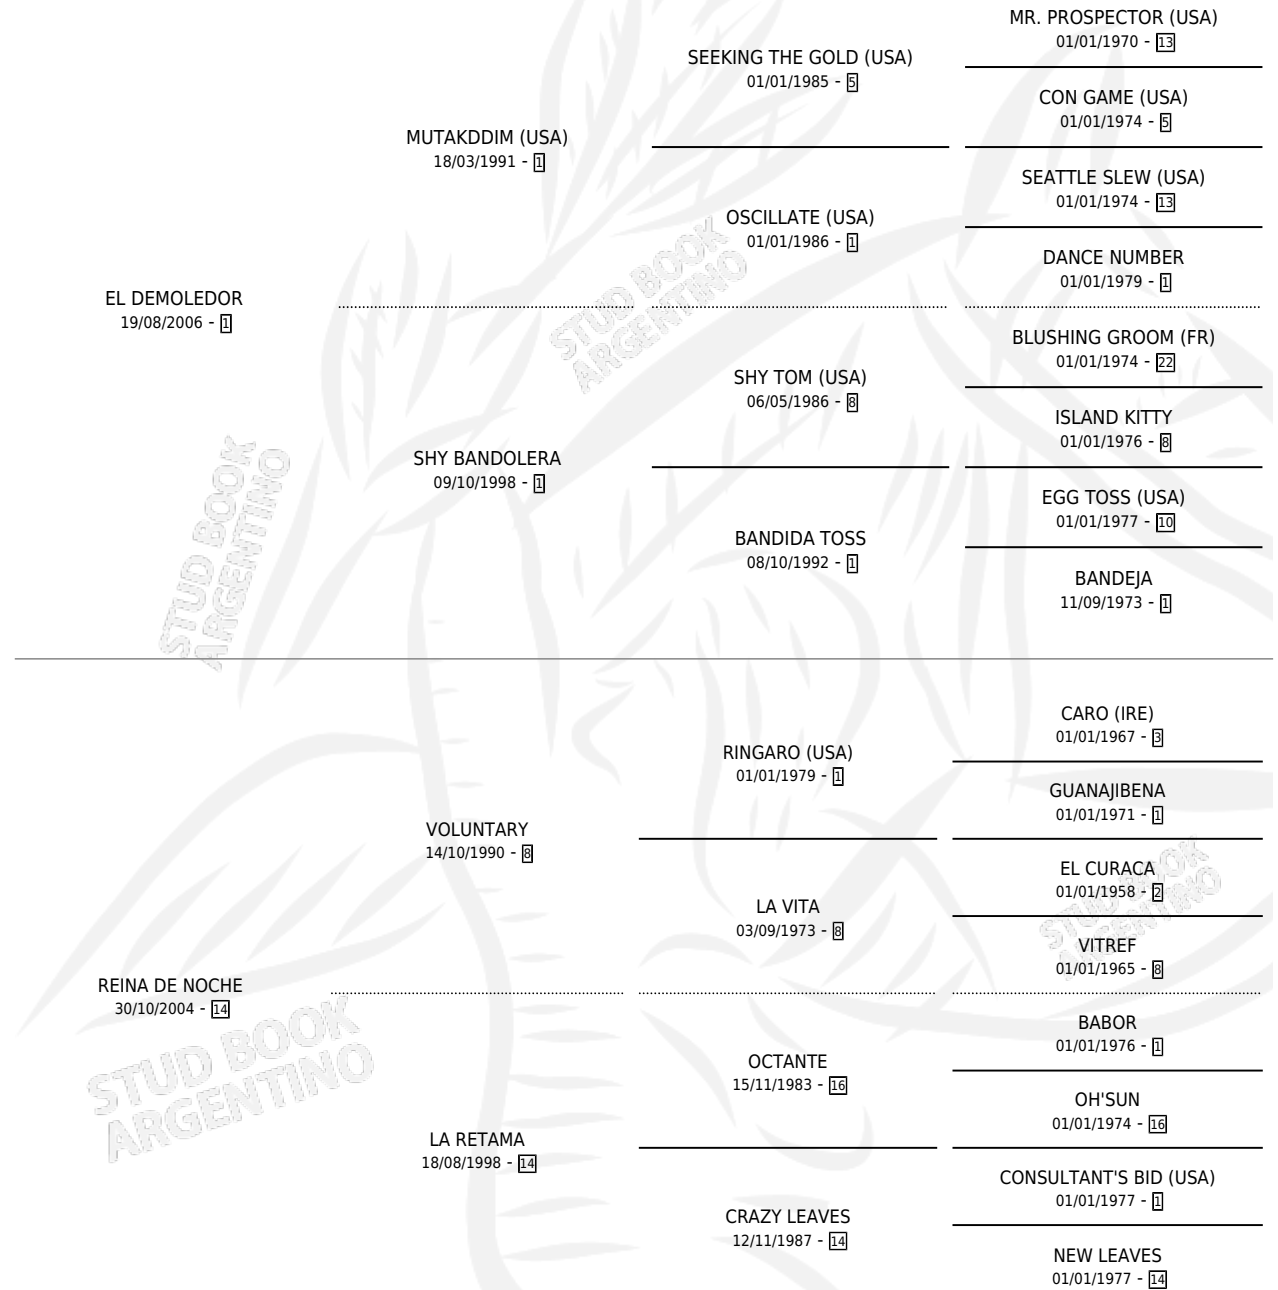 MR. PROSPECTOR (USA)
01/01/1970 - 13
SEEKING THE GOLD (USA)
01/01/1985 - 5
CON GAME (USA)
01/01/1974 - 5
MUTAKDDIM (USA)
18/03/1991 - 1
SEATTLE SLEW (USA)
01/01/1974 - 13
OSCILLATE (USA)
01/01/1986 - 1
DANCE NUMBER
01/01/1979 - 1
EL DEMOLEDOR
19/08/2006 - 1
BLUSHING GROOM (FR)
01/01/1974 - 22
SHY TOM (USA)
06/05/1986 - 8
ISLAND KITTY
01/01/1976 - 8
SHY BANDOLERA
09/10/1998 - 1
EGG TOSS (USA)
01/01/1977 - 10
BANDIDA TOSS
08/10/1992 - 1
BANDEJA
11/09/1973 - 1
CARO (IRE)
01/01/1967 - 3
RINGARO (USA)
01/01/1979 - 1
GUANAJIBENA
01/01/1971 - 1
VOLUNTARY
14/10/1990 - 8
EL CURACA
01/01/1958 - 2
LA VITA
03/09/1973 - 8
VITREF
01/01/1965 - 8
REINA DE NOCHE
30/10/2004 - 14
BABOR
01/01/1976 - 1
OCTANTE
15/11/1983 - 16
OH'SUN
01/01/1974 - 16
LA RETAMA
18/08/1998 - 14
CONSULTANT'S BID (USA)
01/01/1977 - 1
CRAZY LEAVES
12/11/1987 - 14
NEW LEAVES
01/01/1977 - 14
STUD BOOK
ARGENTINO
STUD BOOK
ARGENTINO
STUD BOOK
ARGENTINO
STUD BOOK
ARGENTINO